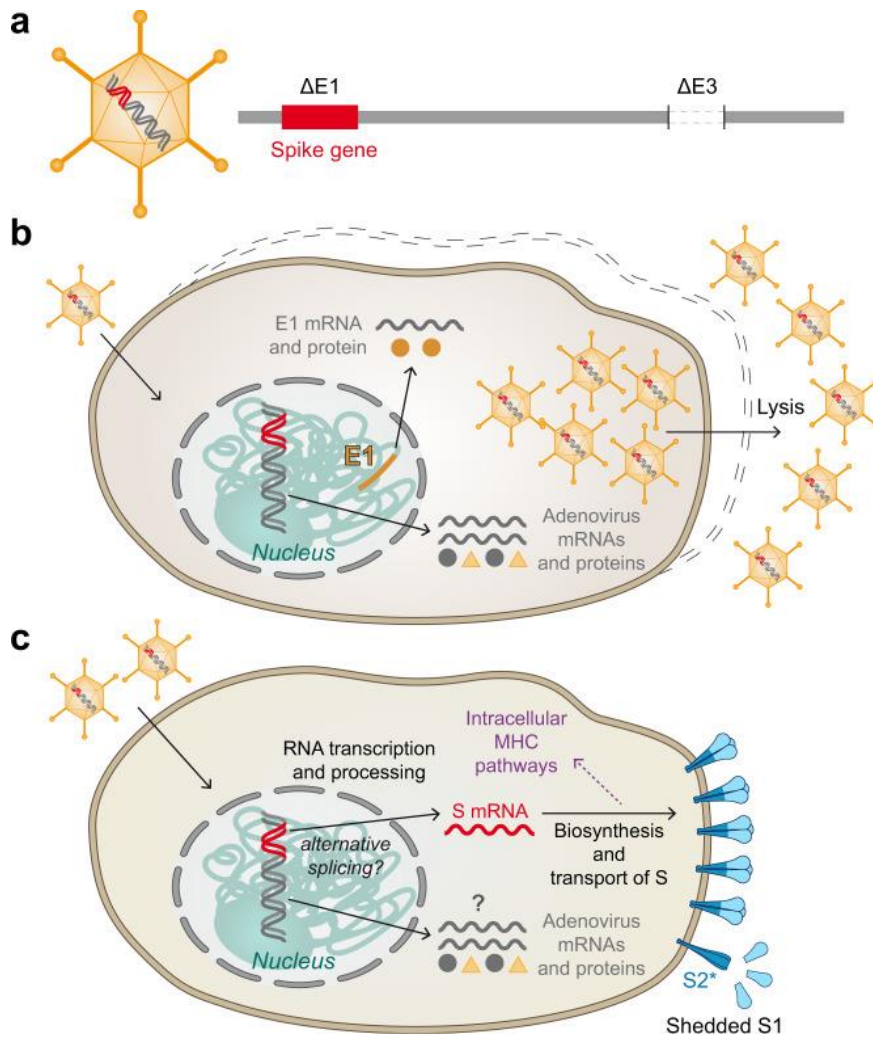 a
ΔE1
ΔE3
Spike gene
b
E1 mRNA
and protein
E1
Lysis
Adenovirus
mRNAs
and proteins
Nucleus
c
Intracellular
MHC
pathways
RNA transcription
and processing
S mRNA
alternative
splicing?
Biosynthesis
and
transport of S
?
Adenovirus
mRNAs
and proteins
Nucleus
S2*
Shedded S1